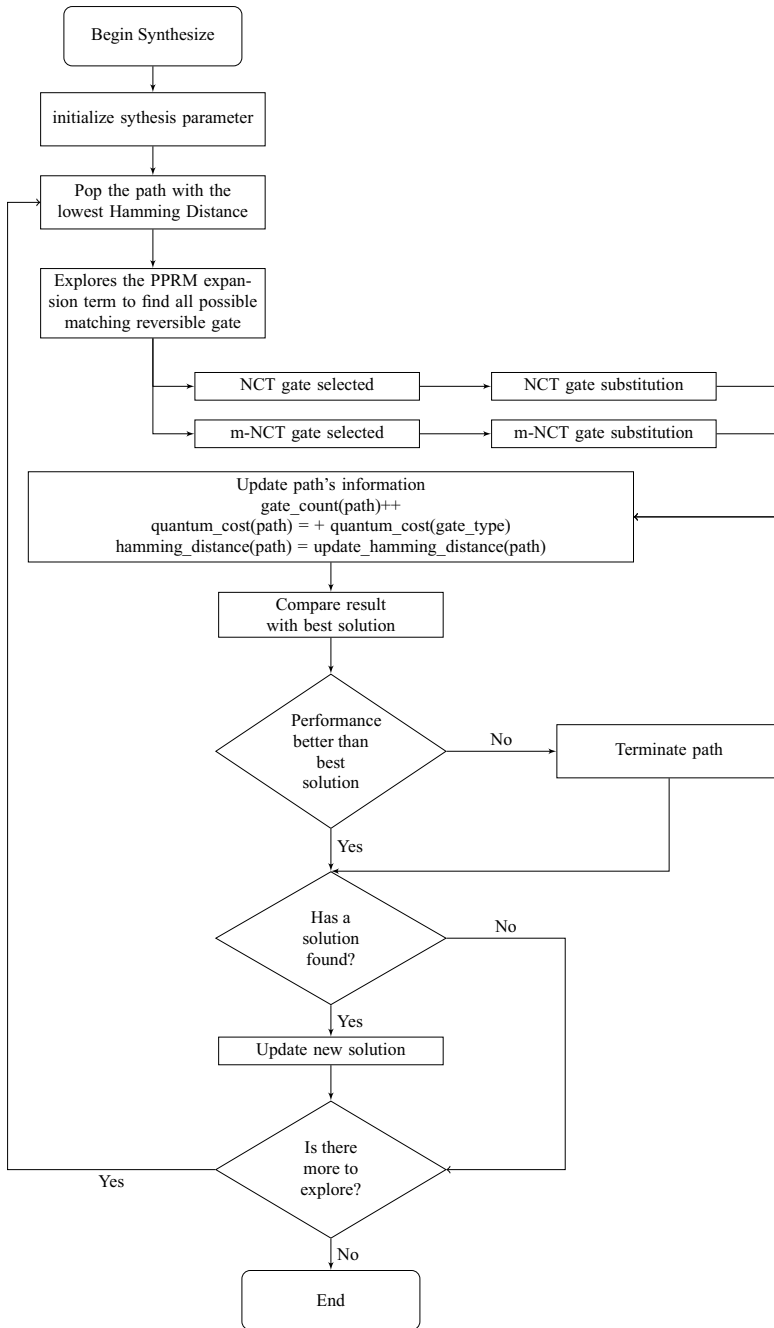 Begin Synthesize
initialize sythesis parameter
Pop the path with the
lowest Hamming Distance
Explores the PPRM expan-
sion term to find all possible
matching reversible gate
NCT gate selected
NCT gate substitution
m-NCT gate selected
m-NCT gate substitution
Update path's information
gate_count(path)++
quantum_cost(path) = + quantum_cost(gate_type)
hamming_distance(path) = update_hamming_distance(path)
Compare result
with best solution
Performance
better than
best
solution
No
Terminate path
Yes
Has a
solution
found?
No
Yes
Update new solution
Is there
more to
explore?
Yes
No
End